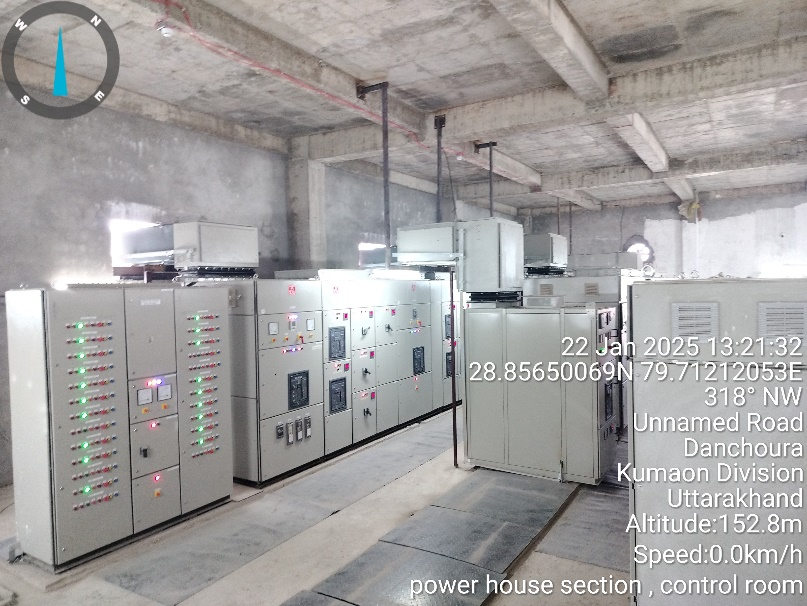 N
W
E
S
22 Jan 2025 13:21:32
28.85650069N 79.71212053E
318° NW
Unnamed Road
Danchoura
Kumaon Division
Uttarakhand
Altitude:152.8m
Speed:0.0km/h
power house section , control room